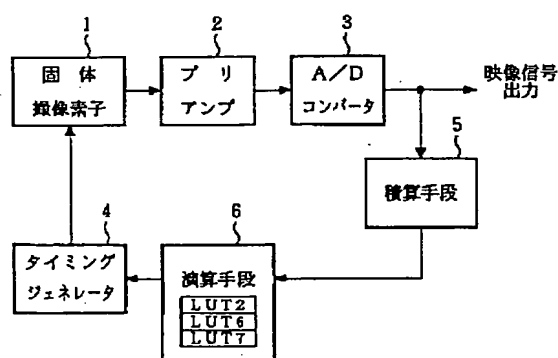 1
固体
撮像素子
2
プリ
アンプ
3
A/D
コンバータ
映像信号
出力
5
積算手段
4
タイミング
ジェネレータ
6
演算手段
LUT2
LUT6
LUT7